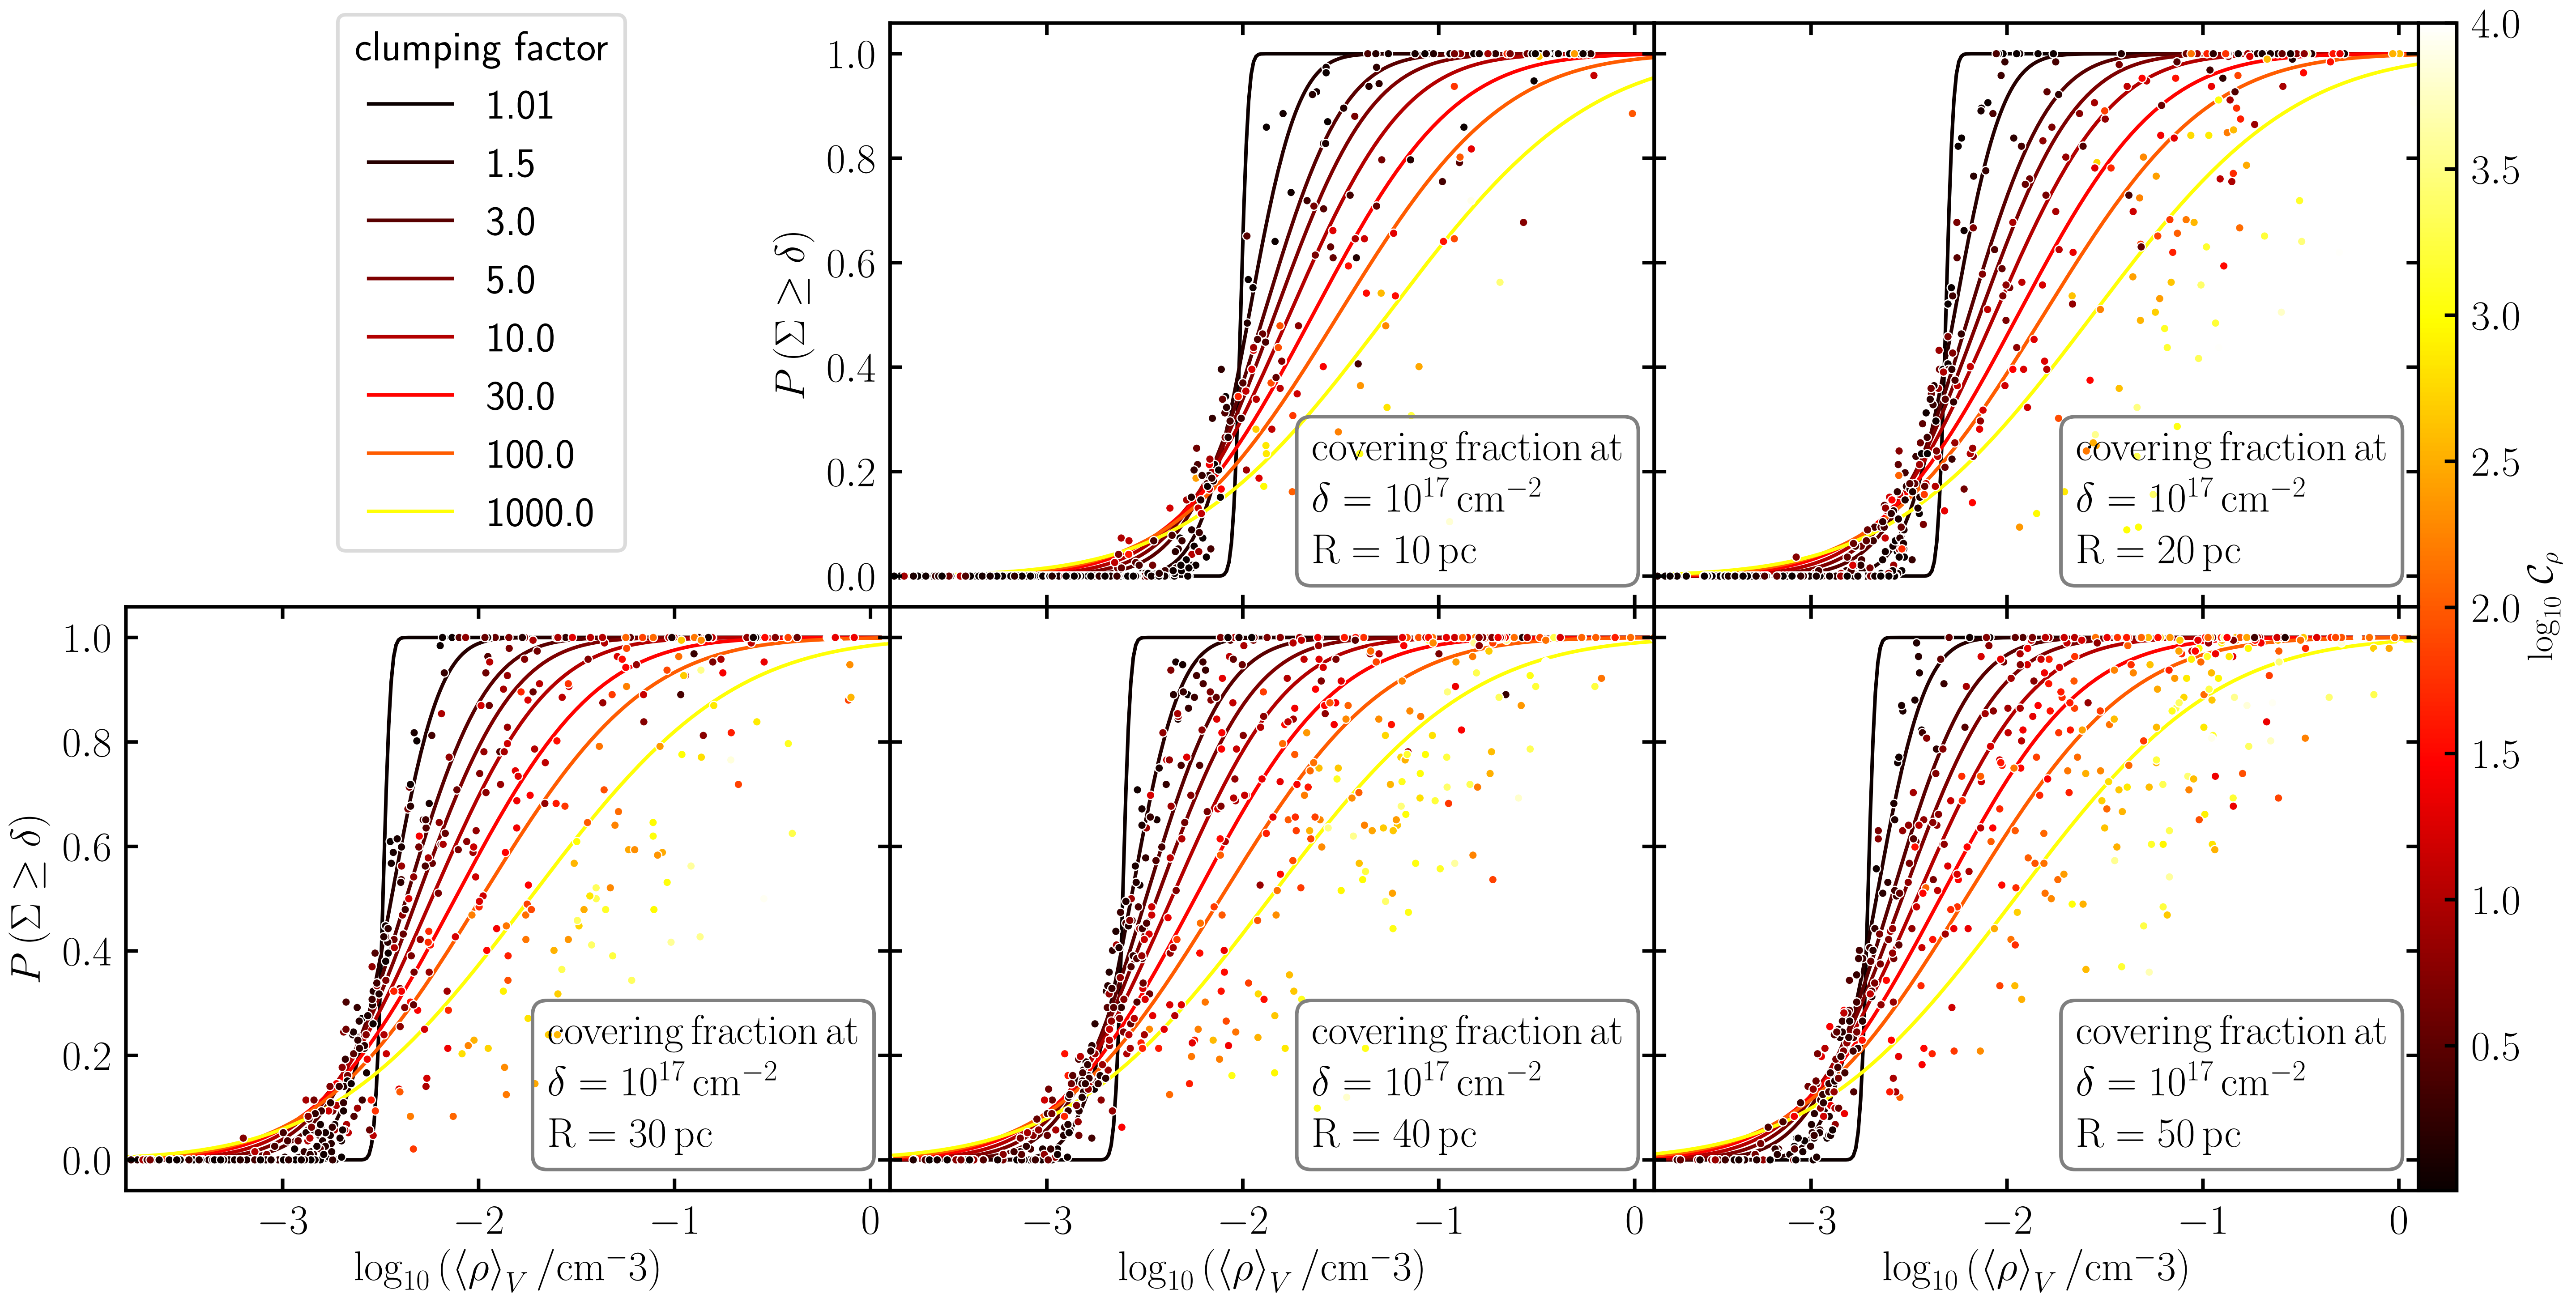 clumping factor
1.01
1.5
3.0
5.0
10.0
30.0
100.0
1000.0
P (Σ ≥ δ)
1.0
0.8
0.6
0.4
0.2
0.0
covering fraction at
δ = 10^17 cm^−2
R = 10 pc
covering fraction at
δ = 10^17 cm^−2
R = 20 pc
4.0
3.5
3.0
2.5
2.0
1.5
1.0
0.5
log10 𝒞ρ
P (Σ ≥ δ)
1.0
0.8
0.6
0.4
0.2
0.0
covering fraction at
δ = 10^17 cm^−2
R = 30 pc
covering fraction at
δ = 10^17 cm^−2
R = 40 pc
covering fraction at
δ = 10^17 cm^−2
R = 50 pc
−3 −2 −1 0
−3 −2 −1 0
−3 −2 −1 0
log10 (⟨ρ⟩V /cm^−3)
log10 (⟨ρ⟩V /cm^−3)
log10 (⟨ρ⟩V /cm^−3)